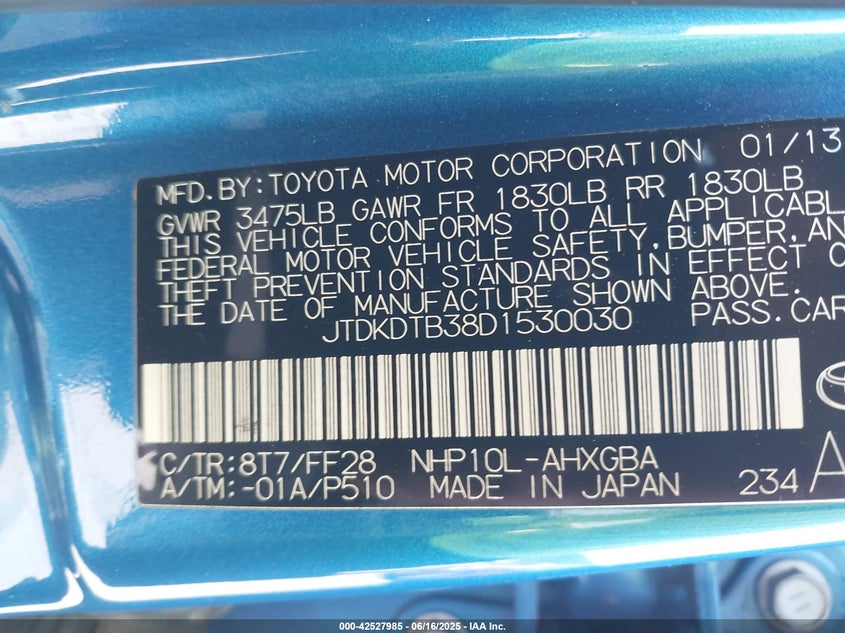 MFD.BY:TOYOTA MOTOR CORPORATION 01/13
GVWR 3475LB GAWR FR 1830LB RR 1830LB
THIS VEHICLE CONFORMS TO ALL APPLICABL
FEDERAL MOTOR VEHICLE SAFETY,BUMPER,AN
THEFT PREVENTION STANDARDS IN EFFECT O
THE DATE OF MANUFACTURE SHOWN ABOVE.
JTDKDTB38D1530030 PASS.CAR
C/TR:8T7/FF28 NHP10L-AHXGBA
A/TM:-01A/P510 MADE IN JAPAN 234 A
000-42527985 - 06/16/2025 - IAA Inc.